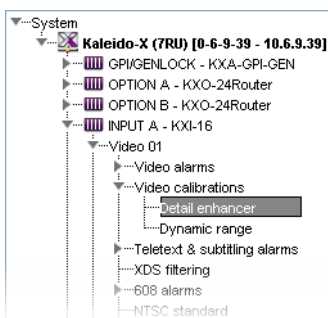 System
Kaleido-X (7RU) [0-6-9-39 - 10.6.9.39]
GPI/GENLOCK - KXA-GPI-GEN
OPTION A - KXO-24Router
OPTION B - KXO-24Router
INPUT A - KXI-16
Video 01
Video alarms
Video calibrations
Detail enhancer
Dynamic range
Teletext & subtitling alarms
XDS filtering
608 alarms
NTSC standard